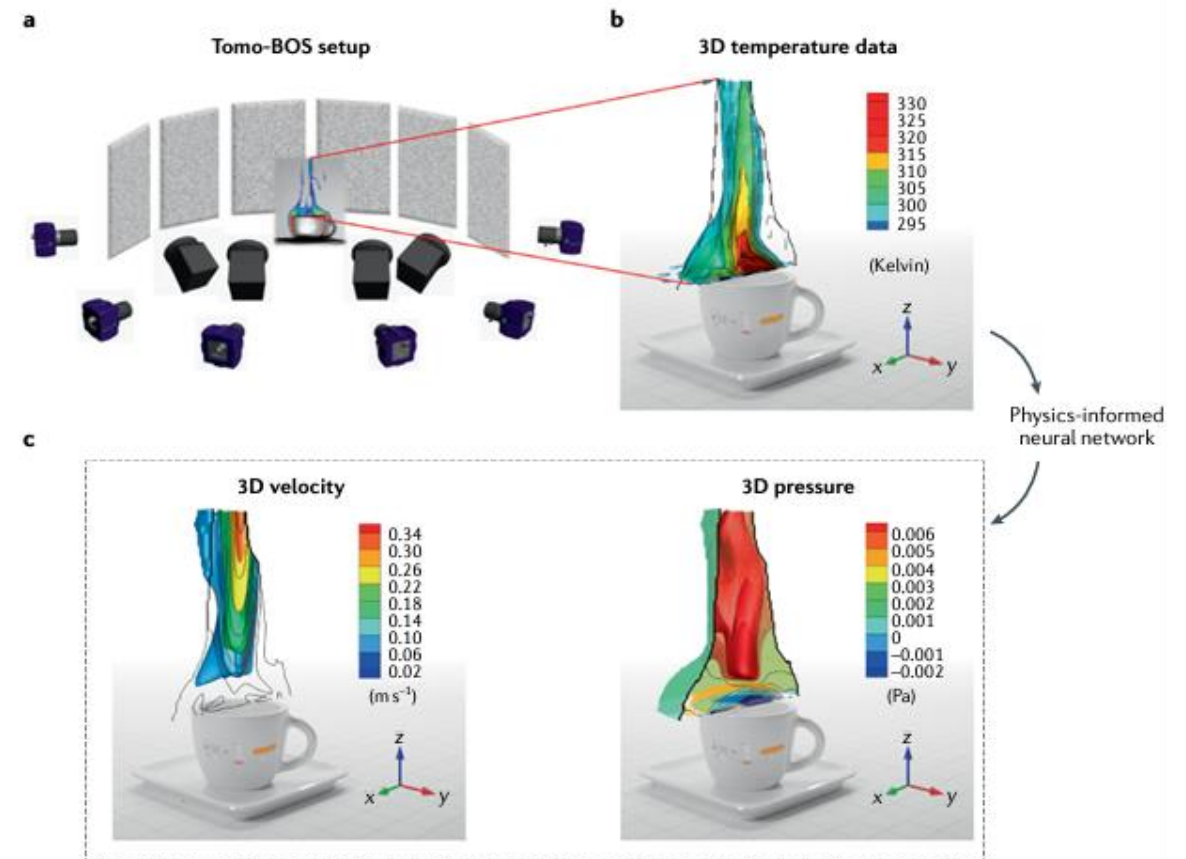 a
Tomo-BOS setup
b
3D temperature data
330
325
320
315
310
305
300
295
(Kelvin)
z
x
y
Physics-informed
neural network
c
3D velocity
0.34
0.30
0.26
0.22
0.18
0.14
0.10
0.06
0.02
(m s⁻¹)
z
x
y
3D pressure
0.006
0.005
0.004
0.003
0.002
0.001
0
–0.001
–0.002
(Pa)
z
x
y